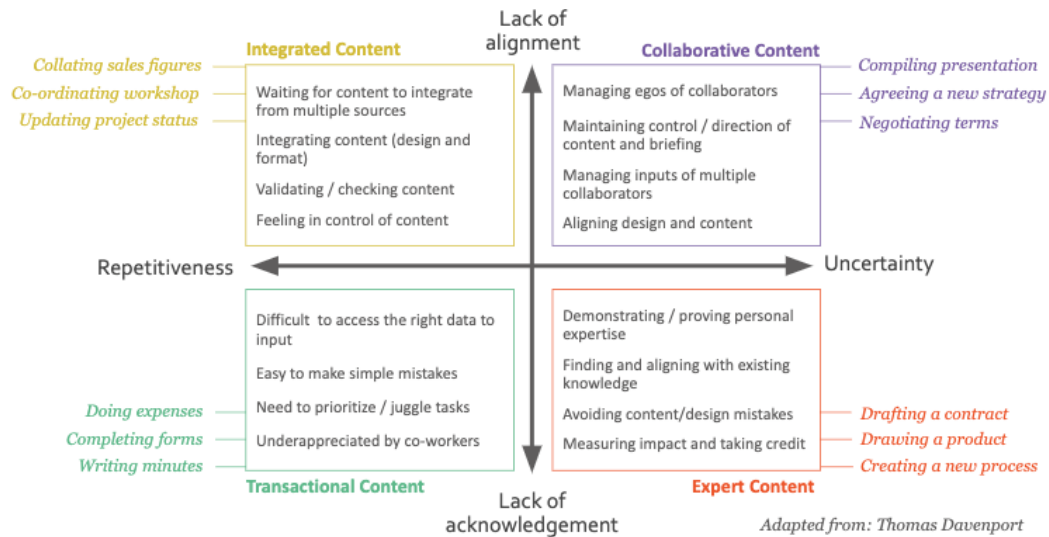 Lack of
alignment
Integrated Content
Collaborative Content
Collating sales figures
Co-ordinating workshop
Updating project status
Waiting for content to integrate
from multiple sources
Integrating content (design and
format)
Validating / checking content
Feeling in control of content
Managing egos of collaborators
Maintaining control / direction of
content and briefing
Managing inputs of multiple
collaborators
Aligning design and content
Compiling presentation
Agreeing a new strategy
Negotiating terms
Repetitiveness
Uncertainty
Difficult to access the right data to
input
Easy to make simple mistakes
Need to prioritize / juggle tasks
Underappreciated by co-workers
Doing expenses
Completing forms
Writing minutes
Transactional Content
Demonstrating / proving personal
expertise
Finding and aligning with existing
knowledge
Avoiding content/design mistakes
Measuring impact and taking credit
Drafting a contract
Drawing a product
Creating a new process
Expert Content
Lack of
acknowledgement
Adapted from: Thomas Davenport